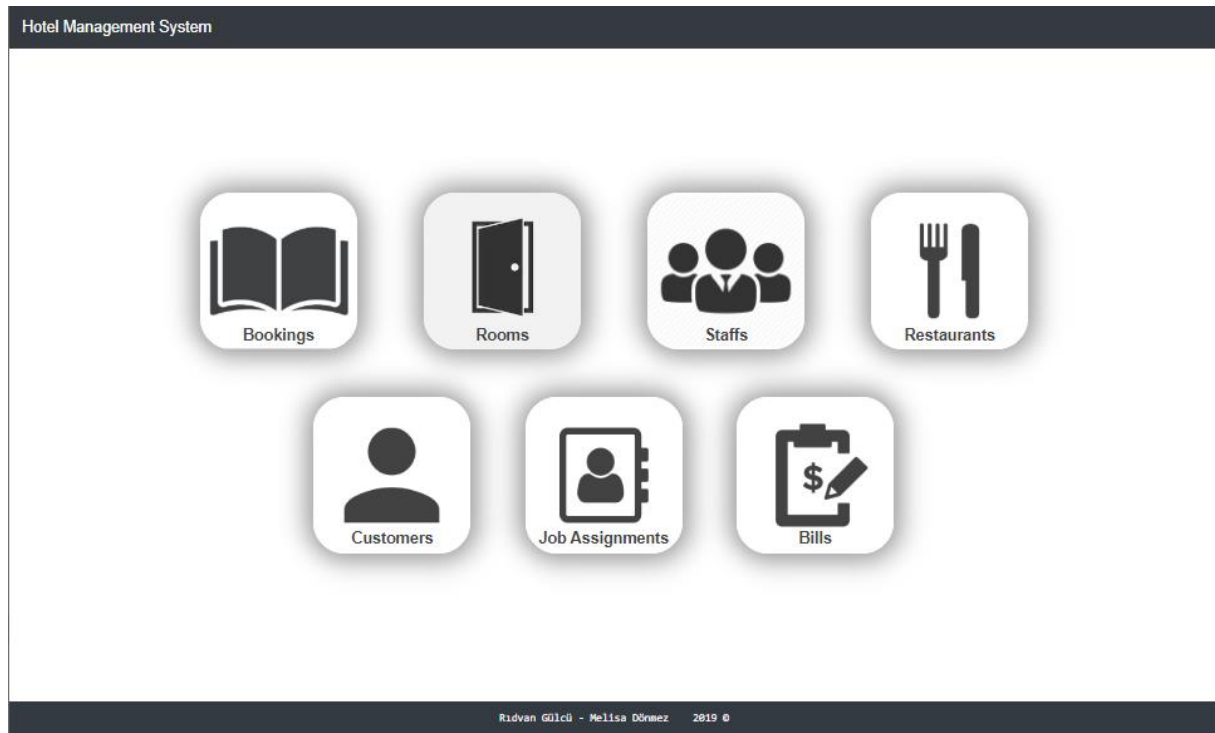 Hotel Management System
Bookings
Rooms
Staffs
Restaurants
$
Customers
Job Assignments
Bills
Rıdvan Gülcü - Melisa Dönmez 2019 ©